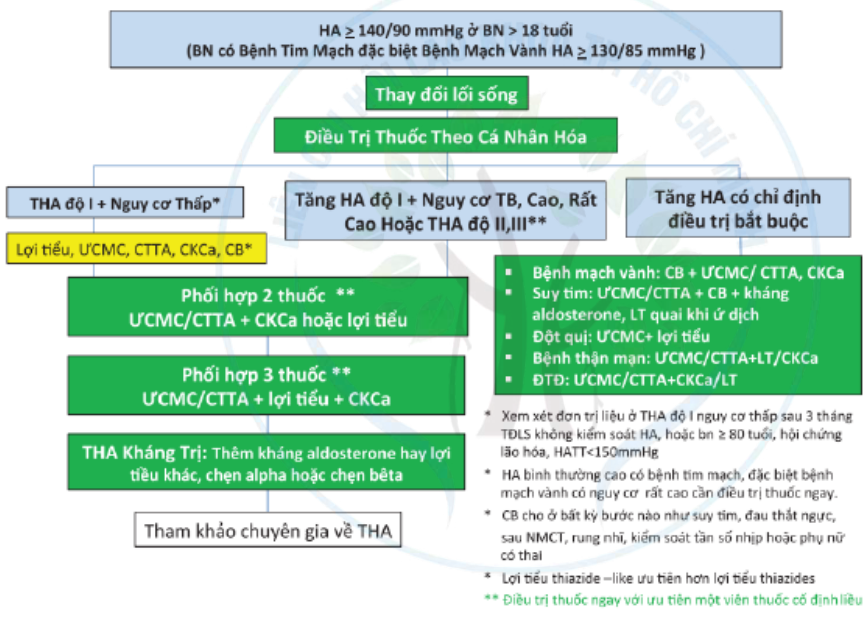 HA ≥ 140/90 mmHg ở BN > 18 tuổi
(BN có Bệnh Tim Mạch đặc biệt Bệnh Mạch Vành HA ≥ 130/85 mmHg )
Thay đổi lối sống
Điều Trị Thuốc Theo Cá Nhân Hóa
THA độ I + Nguy cơ Thấp*
Lợi tiểu, ƯCMC, CTTA, CKCa, CB*
Tăng HA độ I + Nguy cơ TB, Cao, Rất
Cao Hoặc THA độ II,III**
Tăng HA có chỉ định
điều trị bắt buộc
Phối hợp 2 thuốc **
ƯCMC/CTTA + CKCa hoặc lợi tiểu
Phối hợp 3 thuốc **
ƯCMC/CTTA + lợi tiểu + CKCa
THA Kháng Trị: Thêm kháng aldosterone hay lợi
tiểu khác, chẹn alpha hoặc chẹn bêta
Tham khảo chuyên gia về THA
▪ Bệnh mạch vành: CB + ƯCMC/ CTTA, CKCa
▪ Suy tim: ƯCMC/CTTA + CB + kháng
aldosterone, LT quai khi ứ dịch
▪ Đột quị: ƯCMC+ lợi tiểu
▪ Bệnh thận mạn: ƯCMC/CTTA+LT/CKCa
▪ ĐTĐ: ƯCMC/CTTA+CKCa/LT
* Xem xét đơn trị liệu ở THA độ I nguy cơ thấp sau 3 tháng
TĐLS không kiểm soát HA, hoặc bn ≥ 80 tuổi, hội chứng
lão hóa, HATT<150mmHg
* HA bình thường cao có bệnh tim mạch, đặc biệt bệnh
mạch vành có nguy cơ rất cao cần điều trị thuốc ngay.
* CB cho ở bất kỳ bước nào như suy tim, đau thắt ngực,
sau NMCT, rung nhĩ, kiểm soát tần số nhịp hoặc phụ nữ
có thai
* Lợi tiểu thiazide –like ưu tiên hơn lợi tiểu thiazides
** Điều trị thuốc ngay với ưu tiên một viên thuốc cố định liều